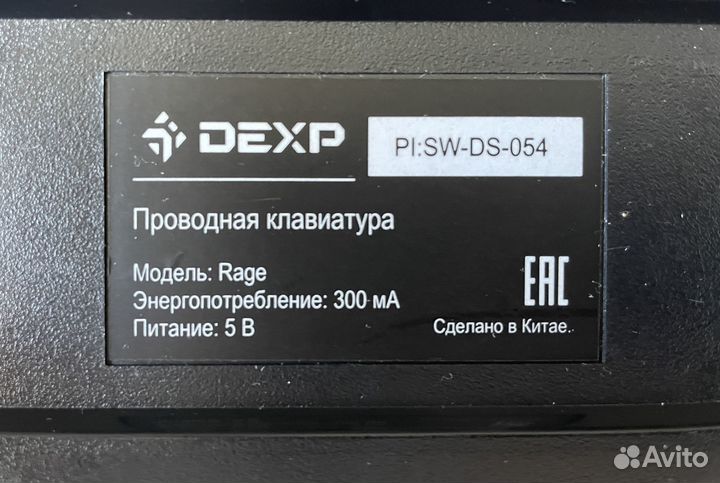 DEXP
PI:SW-DS-054
Проводная клавиатура
Модель: Rage
Энергопотребление: 300 мА
Питание: 5 В
EAC
Сделано в Китае.
Avito